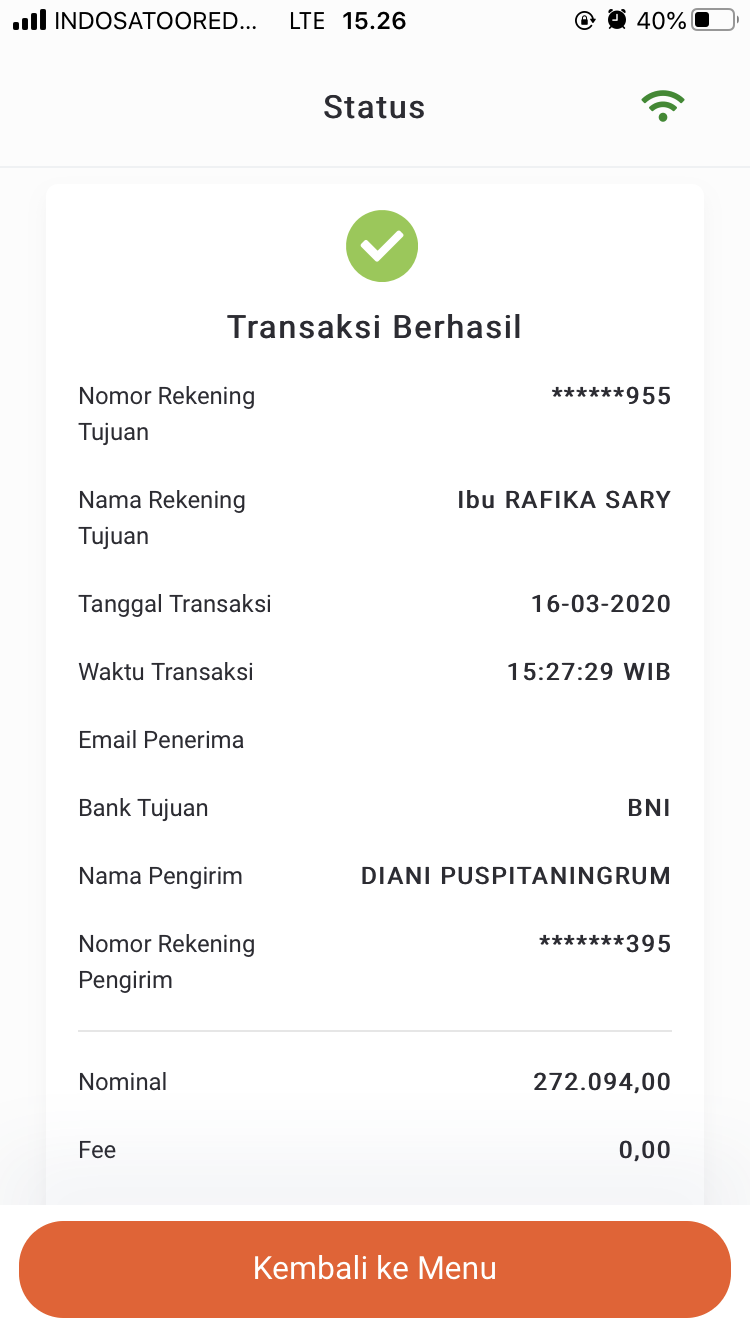 INDOSATOORED... LTE 15.26 40%
Status
Transaksi Berhasil
Nomor Rekening Tujuan ******955
Nama Rekening Tujuan Ibu RAFIKA SARY
Tanggal Transaksi 16-03-2020
Waktu Transaksi 15:27:29 WIB
Email Penerima
Bank Tujuan BNI
Nama Pengirim DIANI PUSPITANINGRUM
Nomor Rekening Pengirim *******395
Nominal 272.094,00
Fee 0,00
Kembali ke Menu